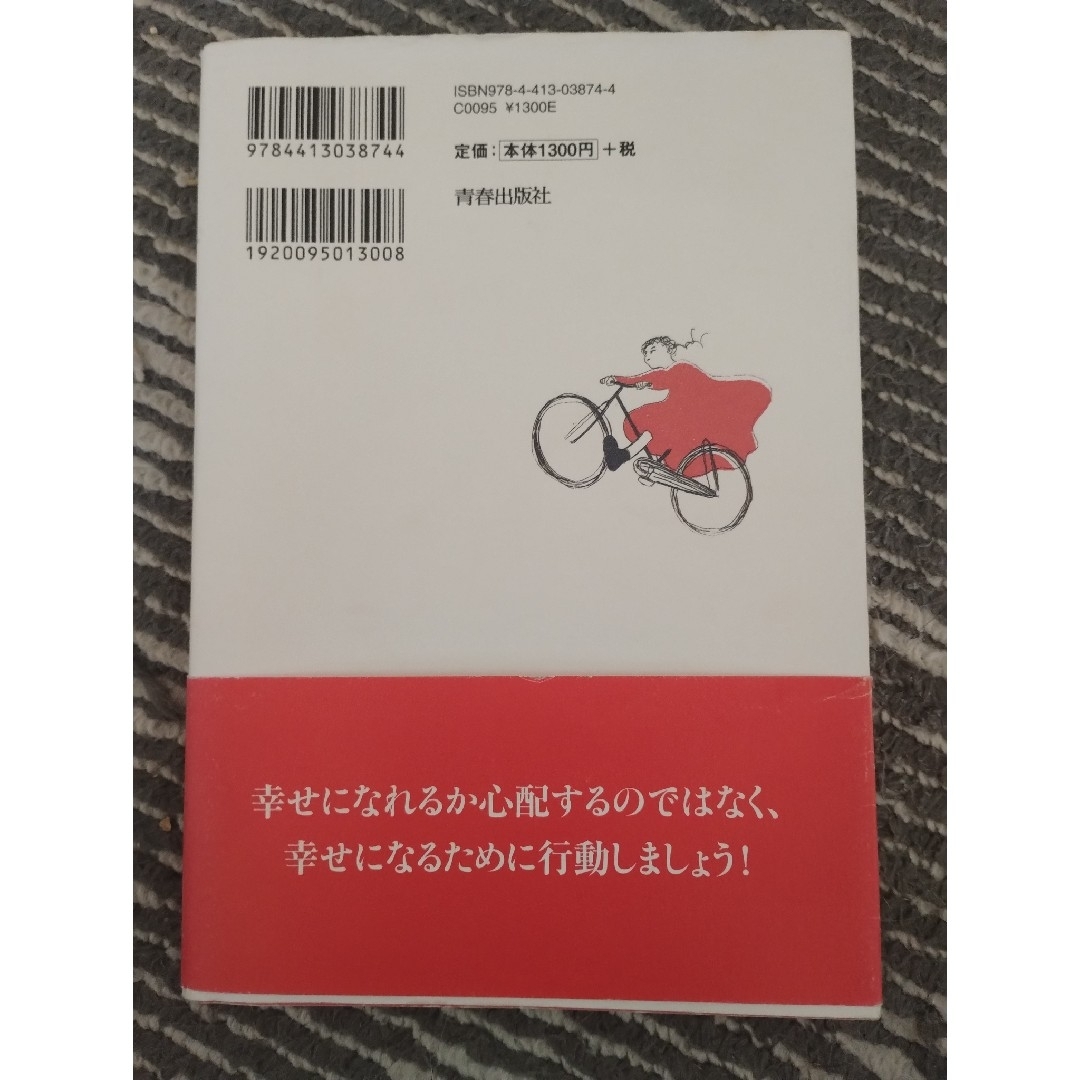 ISBN978-4-413-03874-4
C0095 ¥1300E
9784413038744
定価：本体1300円＋税
青春出版社
1920095013008
幸せになれるか心配するのではなく、
幸せになるために行動しましょう！